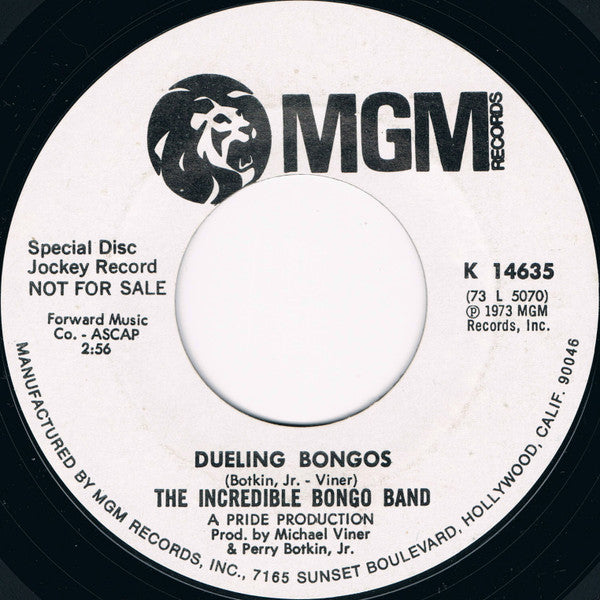 MGM
RECORDS
Special Disc
Jockey Record
NOT FOR SALE
Forward Music
Co. - ASCAP
2:56
K 14635
(73 L 5070)
℗ 1973 MGM
Records, Inc.
DUELING BONGOS
(Botkin, Jr. - Viner)
THE INCREDIBLE BONGO BAND
A PRIDE PRODUCTION
Prod. by Michael Viner
& Perry Botkin, Jr.
MANUFACTURED BY MGM RECORDS, INC., 7165 SUNSET BOULEVARD, HOLLYWOOD, CALIF. 90046